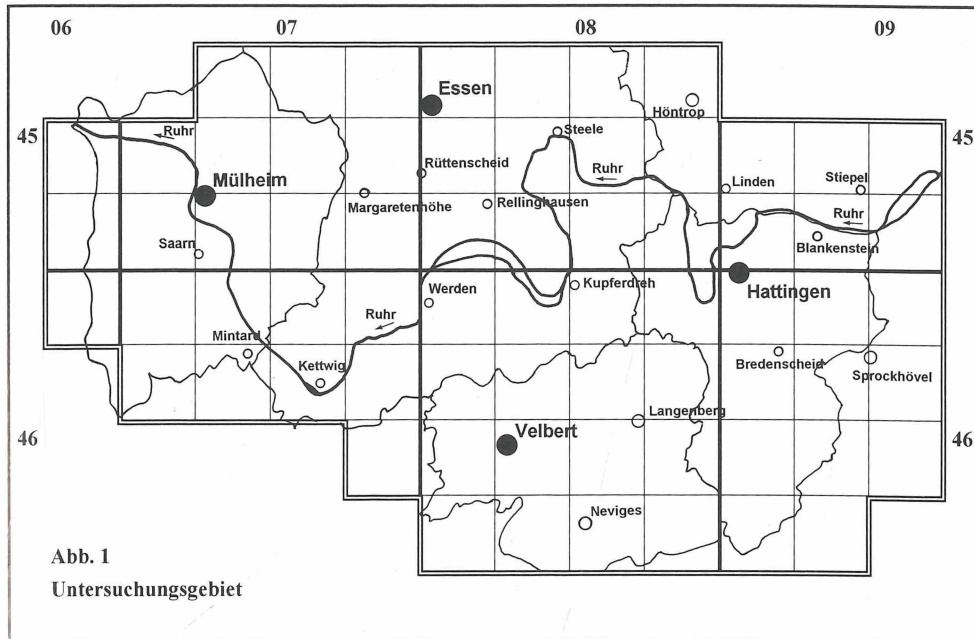 06 07 08 09
Essen
Höntrop
45 Ruhr Steele 45
Rüttenscheid Ruhr
Mülheim Linden Stiepel
Margaretenhöhe Rellinghausen
Ruhr
Saarn Blankenstein
Werden Kupferdreh
Hattingen
Ruhr
Mintard
Kettwig Bredenscheid Sprockhövel
Langenberg
46 Velbert 46
Neviges
Abb. 1
Untersuchungsgebiet